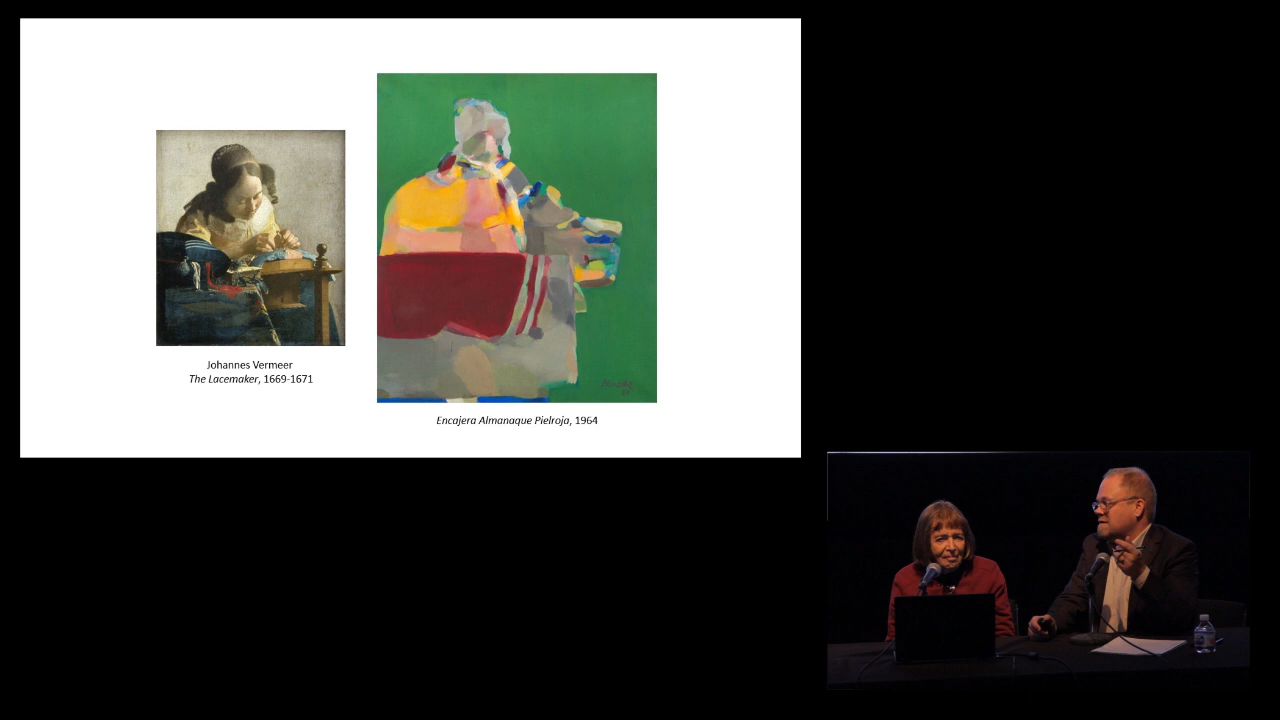 Johannes Vermeer
The Lacemaker, 1669-1671
Encajera Almanaque Pielroja, 1964